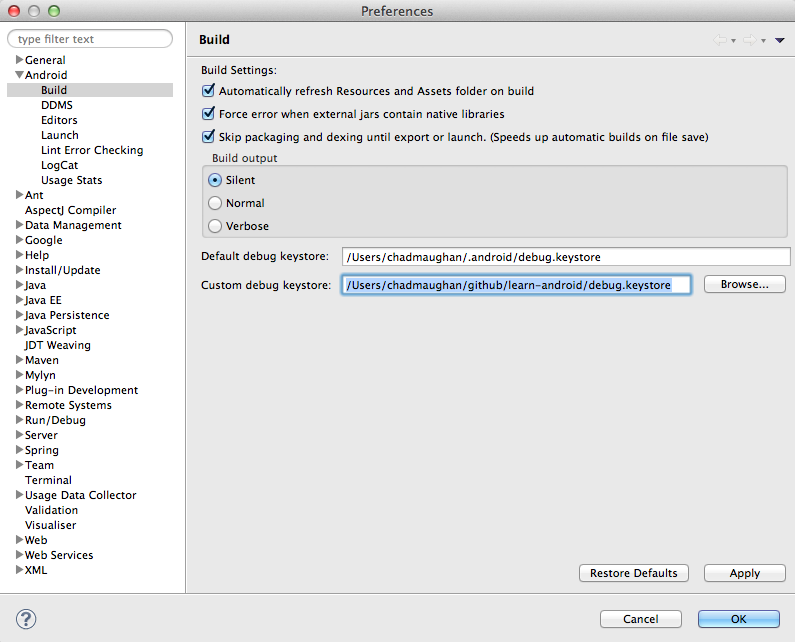 Preferences
type filter text
General
Android
Build
DDMS
Editors
Launch
Lint Error Checking
LogCat
Usage Stats
Ant
AspectJ Compiler
Data Management
Google
Help
Install/Update
Java
Java EE
Java Persistence
JavaScript
JDT Weaving
Maven
Mylyn
Plug-in Development
Remote Systems
Run/Debug
Server
Spring
Team
Terminal
Usage Data Collector
Validation
Visualiser
Web
Web Services
XML
Build
Build Settings:
Automatically refresh Resources and Assets folder on build
Force error when external jars contain native libraries
Skip packaging and dexing until export or launch. (Speeds up automatic builds on file save)
Build output
Silent
Normal
Verbose
Default debug keystore: /Users/chadmaughan/.android/debug.keystore
Custom debug keystore: /Users/chadmaughan/github/learn-android/debug.keystore Browse...
Restore Defaults Apply
? Cancel OK